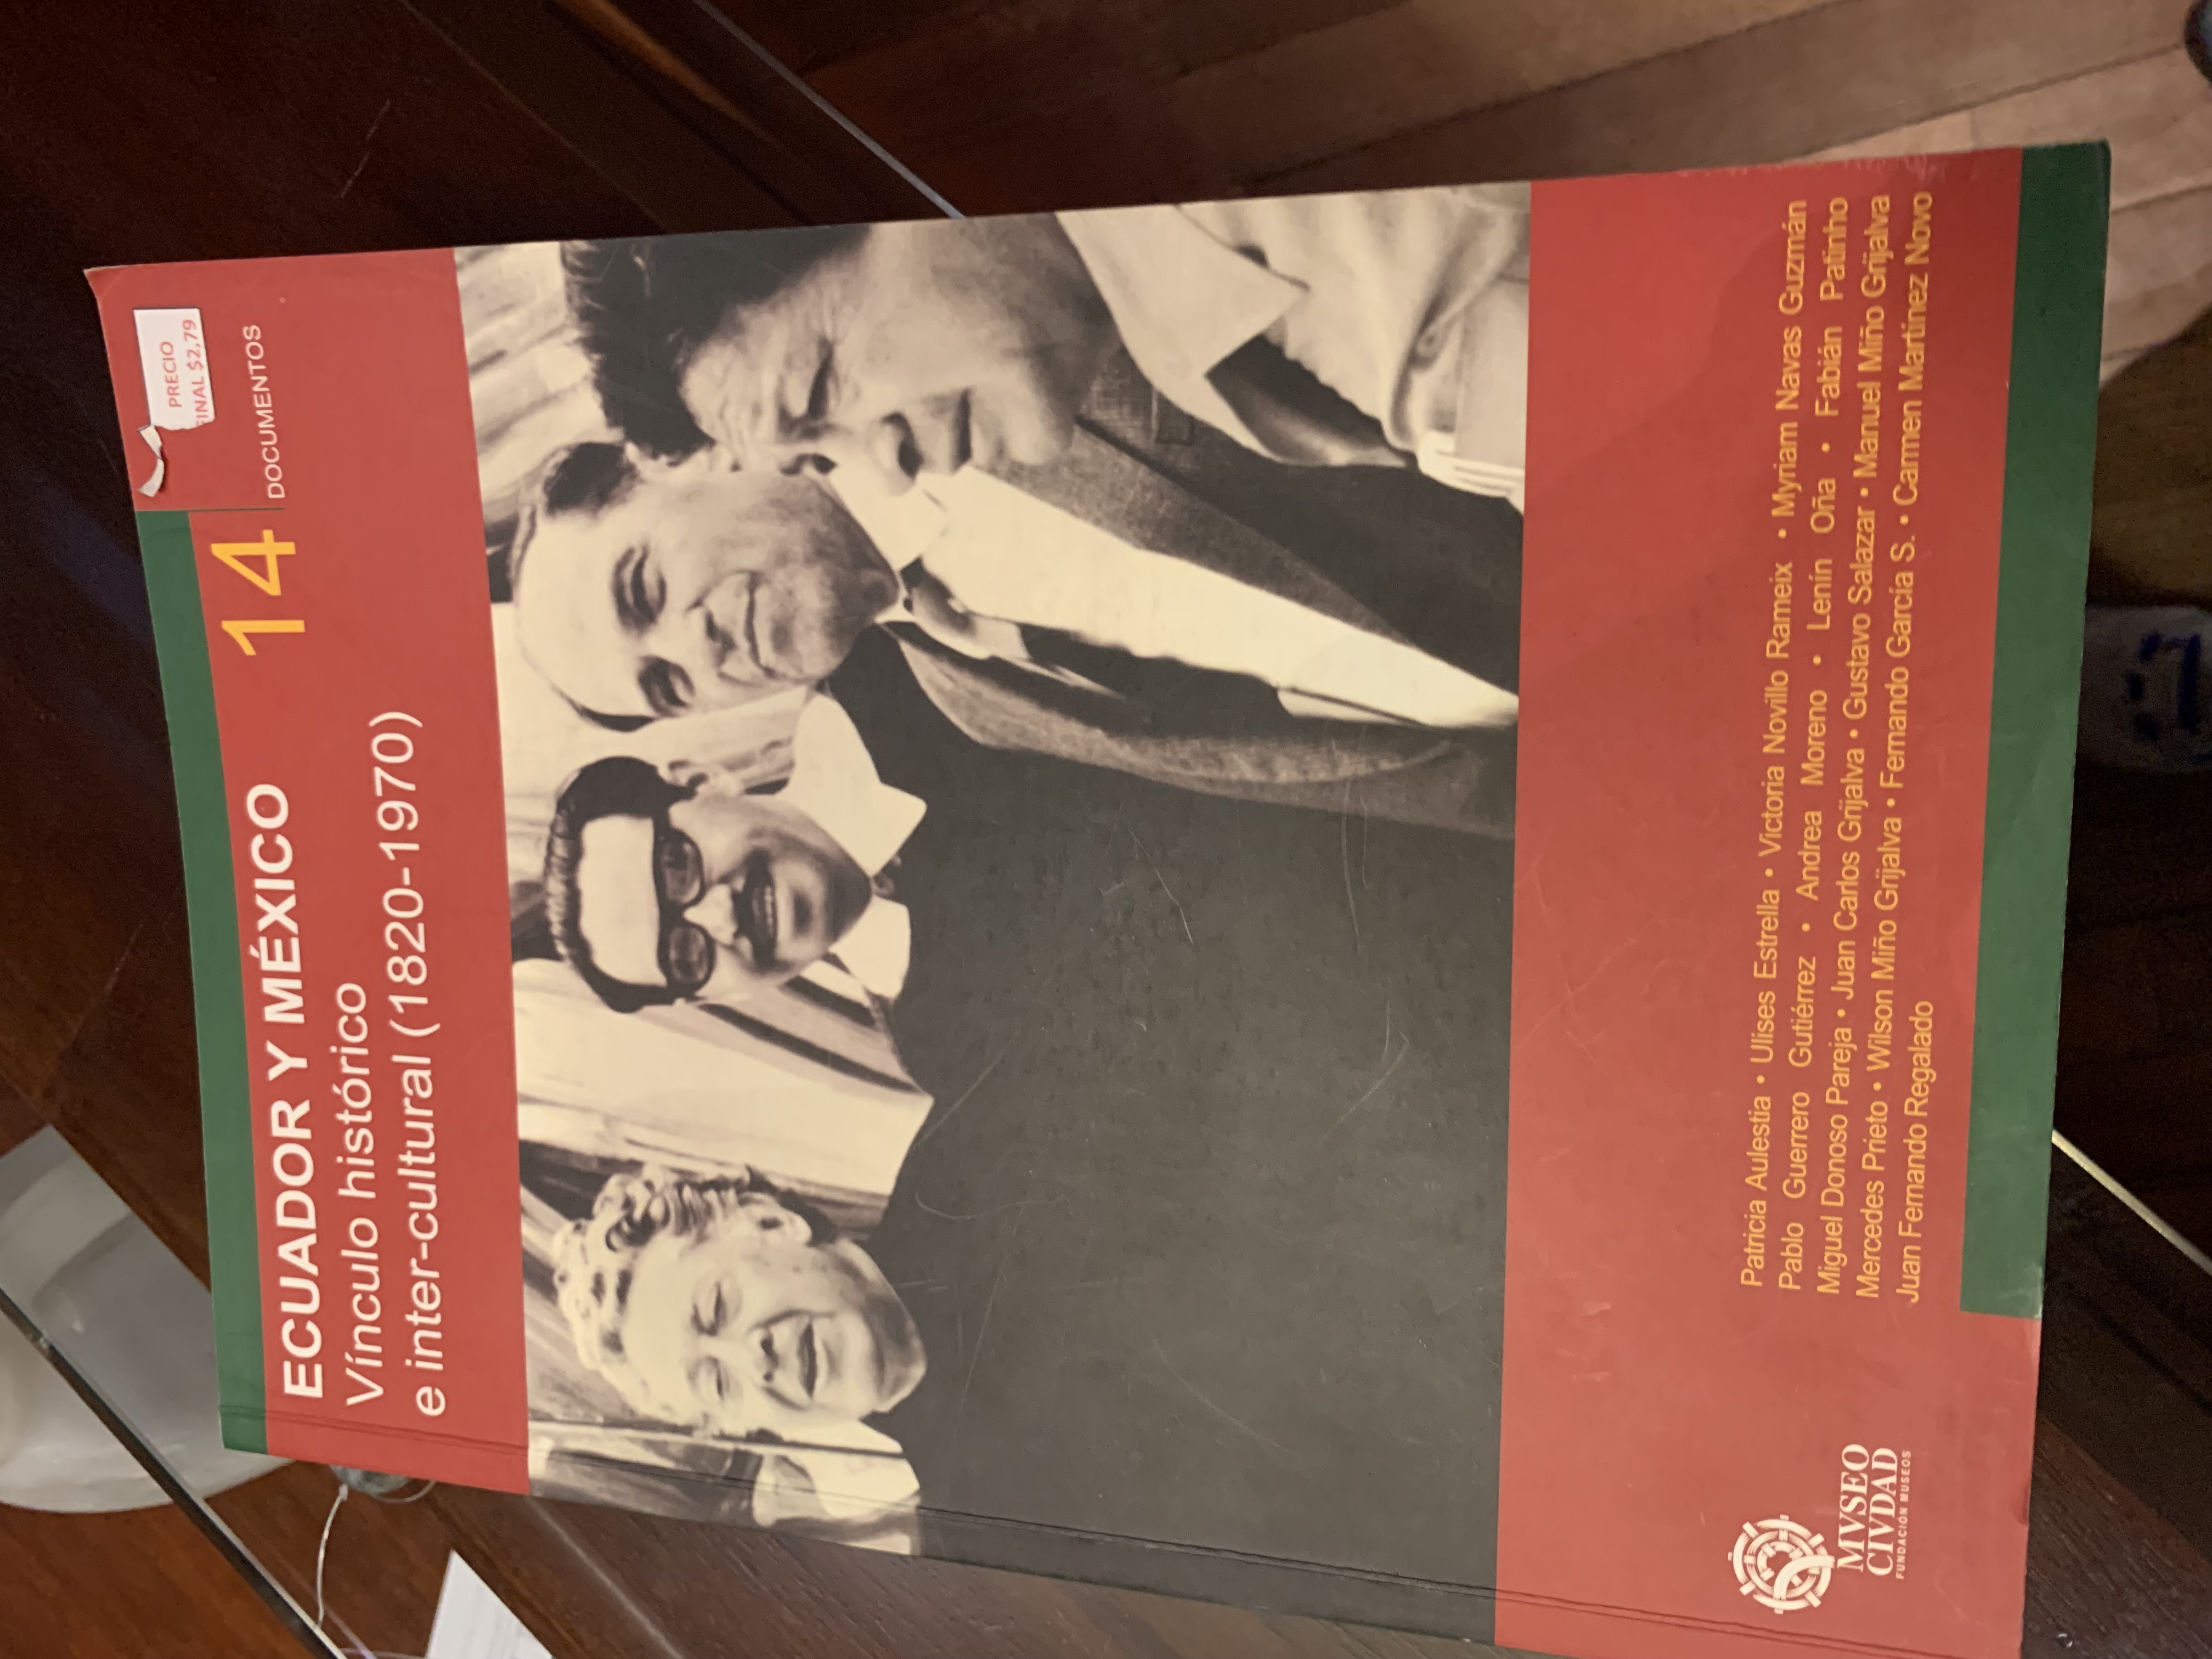 PRECIO
FINAL $2,79
14
DOCUMENTOS
ECUADOR Y MÉXICO
Vínculo histórico
e inter-cultural (1820-1970)
Patricia Aulestia • Ulises Estrella • Victoria Novillo Rameix • Myriam Navas Guzmán
Pablo Guerrero Gutiérrez • Andrea Moreno • Lenín Oña • Fabián Patinho
Miguel Donoso Pareja • Juan Carlos Grijalva • Gustavo Salazar • Manuel Miño Grijalva
Mercedes Prieto • Wilson Miño Grijalva • Fernando García S. • Carmen Martínez Novo
Juan Fernando Regalado
MVSEO
CIVDAD
FUNDACIÓN MUSEOS